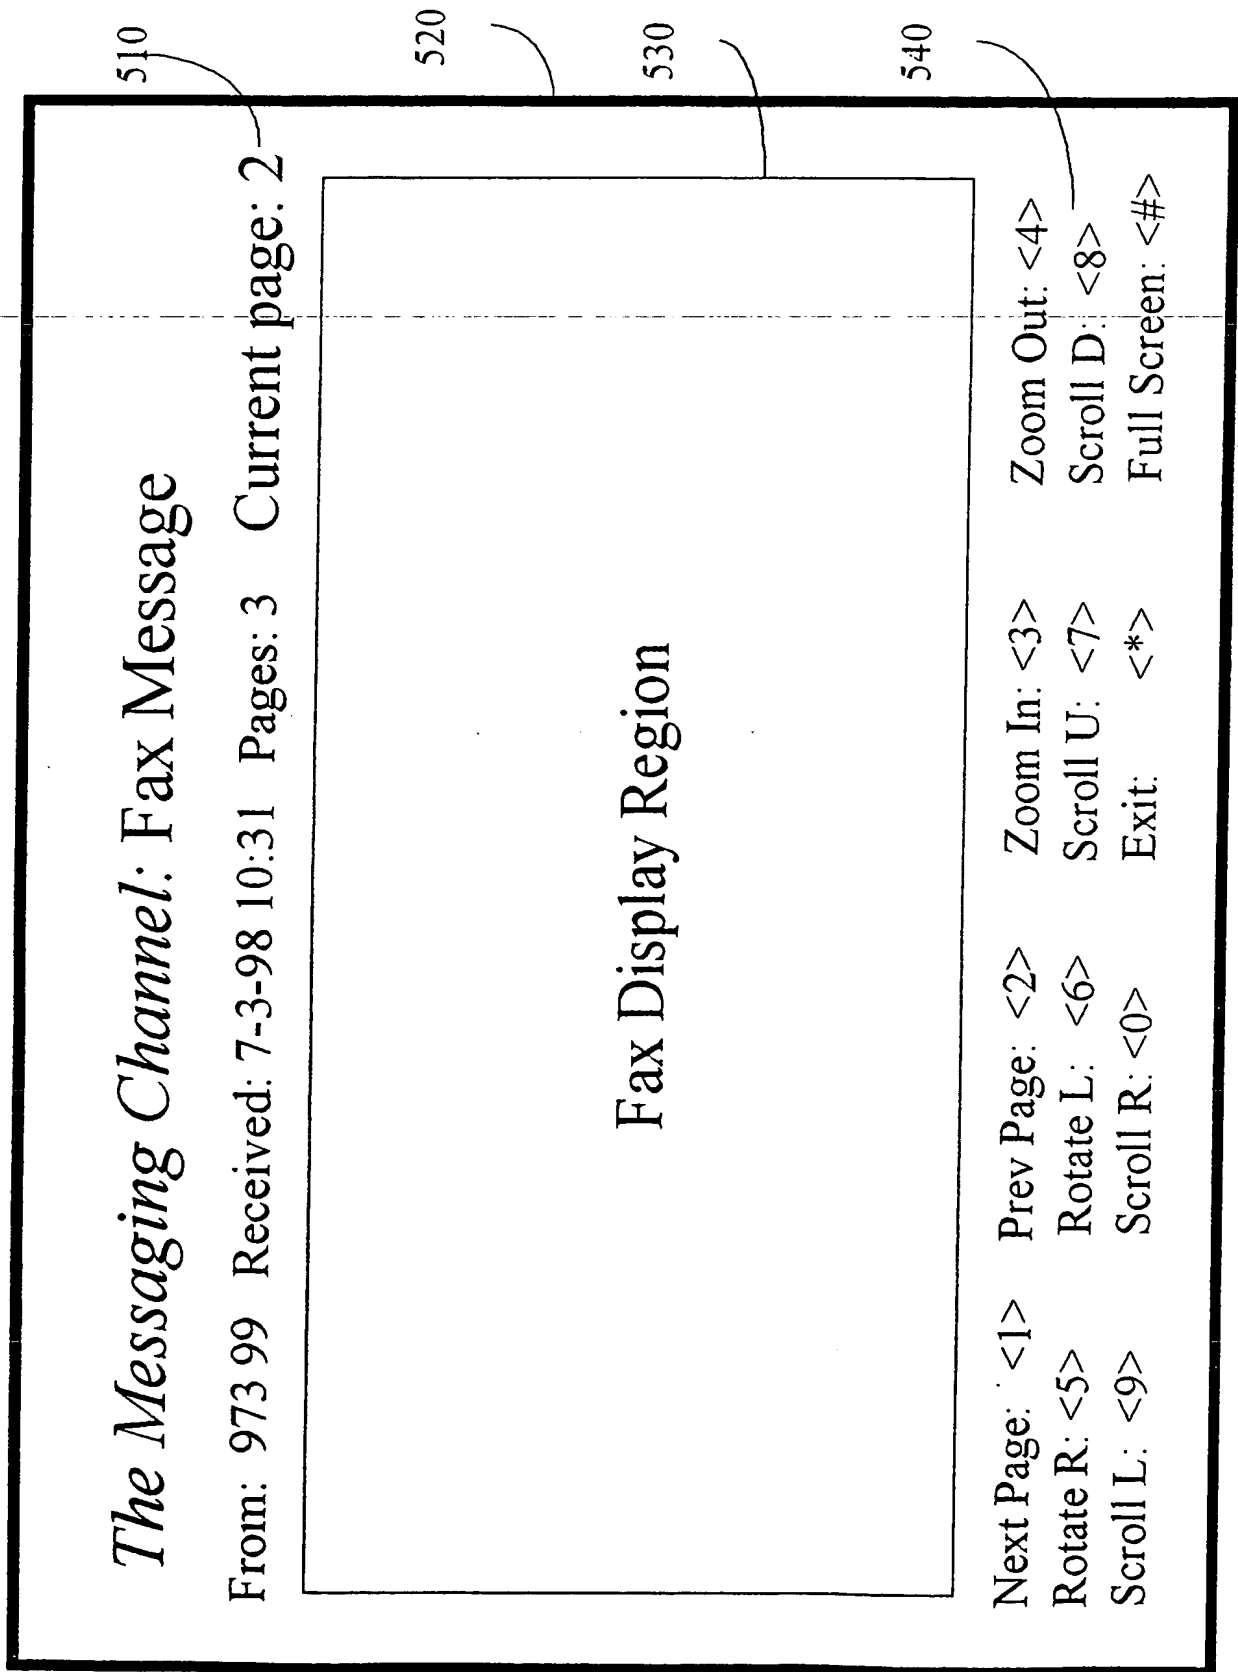 The Messaging Channel: Fax Message
From: 973 99 Received: 7-3-98 10:31 Pages: 3 Current page: 2
Fax Display Region
Next Page: <1> Prev Page: <2> Zoom In: <3> Zoom Out: <4>
Rotate R: <5> Rotate L: <6> Scroll U: <7> Scroll D: <8>
Scroll L: <9> Scroll R: <0> Exit: <*> Full Screen: <#>
510
520
530
540